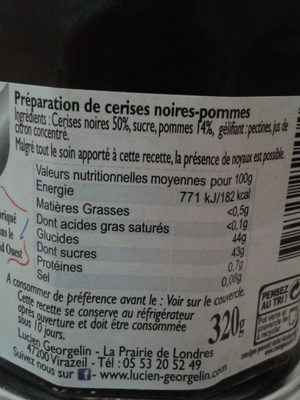 Préparation de cerises noires-pommes
Ingrédients : Cerises noires 50%, sucre, pommes 14%, gélifiant : pectines, jus de
citron concentré.
Malgré tout le soin apporté à cette recette, la présence de noyaux est possible.
Valeurs nutritionnelles moyennes pour 100g
Energie 771 kJ/182 kcal
Matières Grasses <0,5g
Dont acides gras saturés <0,1g
Glucides 44g
Dont sucres 43g
Protéines 0,7g
Sel 0,08g
A consommer de préférence avant le : Voir sur le couvercle.
Cette recette se conserve au réfrigérateur
après ouverture et doit être consommée
sous 10 jours.
320g
Lucien Georgelin - La Prairie de Londres
47200 Virazeil - Tél : 05 53 20 52 49
Suivez nous sur f - www.lucien-georgelin.com
riqué
ns le
d Ouest
PENSEZ
AU TRI !